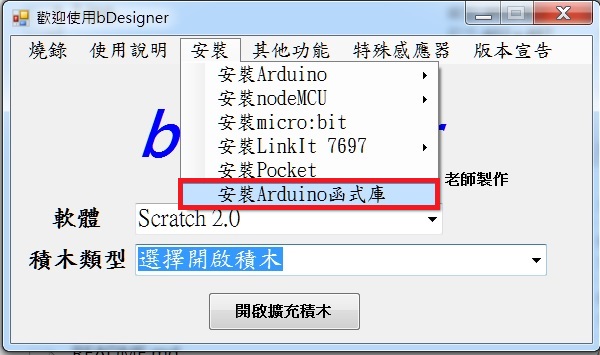 歡迎使用bDesigner
燒錄 使用說明 安裝 其他功能 特殊感應器 版本宣告
安裝Arduino
安裝nodeMCU
安裝micro:bit
安裝LinkIt 7697
安裝Pocket
安裝Arduino函式庫
b r
老師製作
軟體 Scratch 2.0
積木類型 選擇開啟積木
開啟擴充積木